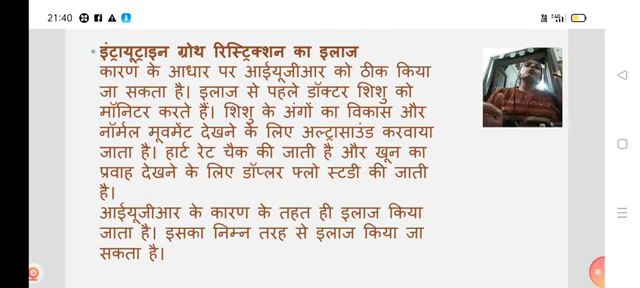 21:40
इंट्रायूट्राइन ग्रोथ रिस्ट्रिक्शन का इलाज
कारण के आधार पर आईयूजीआर को ठीक किया
जा सकता है। इलाज से पहले डॉक्टर शिशु को
मॉनिटर करते हैं। शिशु के अंगों का विकास और
नॉर्मल मूवमेंट देखने के लिए अल्ट्रासाउंड करवाया
जाता है। हार्ट रेट चैक की जाती है और खून का
प्रवाह देखने के लिए डॉप्लर फ्लो स्टडी की जाती
है।
आईयूजीआर के कारण के तहत ही इलाज किया
जाता है। इसका निम्न तरह से इलाज किया जा
सकता है।